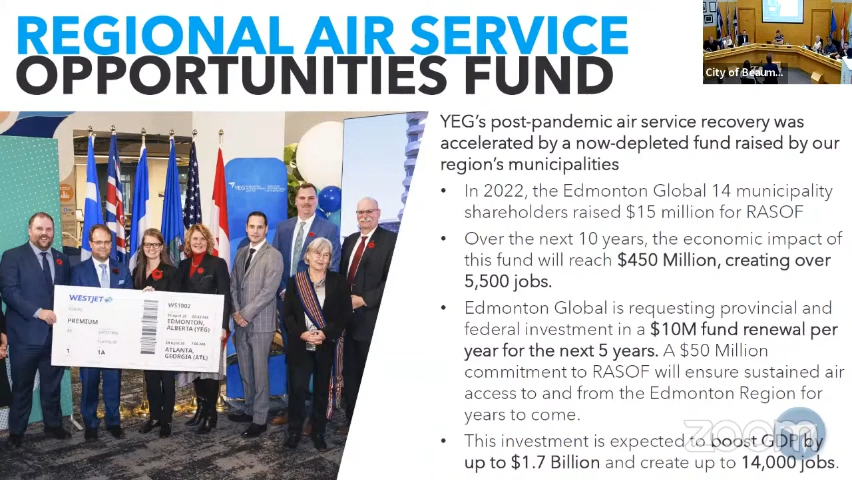 REGIONAL AIR SERVICE
OPPORTUNITIES FUND
City of Beaum...
YEG's post-pandemic air service recovery was
accelerated by a now-depleted fund raised by our
region's municipalities
• In 2022, the Edmonton Global 14 municipality
shareholders raised $15 million for RASOF
• Over the next 10 years, the economic impact of
this fund will reach $450 Million, creating over
5,500 jobs.
• Edmonton Global is requesting provincial and
federal investment in a $10M fund renewal per
year for the next 5 years. A $50 Million
commitment to RASOF will ensure sustained air
access to and from the Edmonton Region for
years to come.
• This investment is expected to boost GDP by
up to $1.7 Billion and create up to 14,000 jobs.
YEG
WESTJET
WS1002
PREMIUM
1A
EDMONTON,
ALBERTA (YEG)
ATLANTA,
GEORGIA (ATL)
zoom